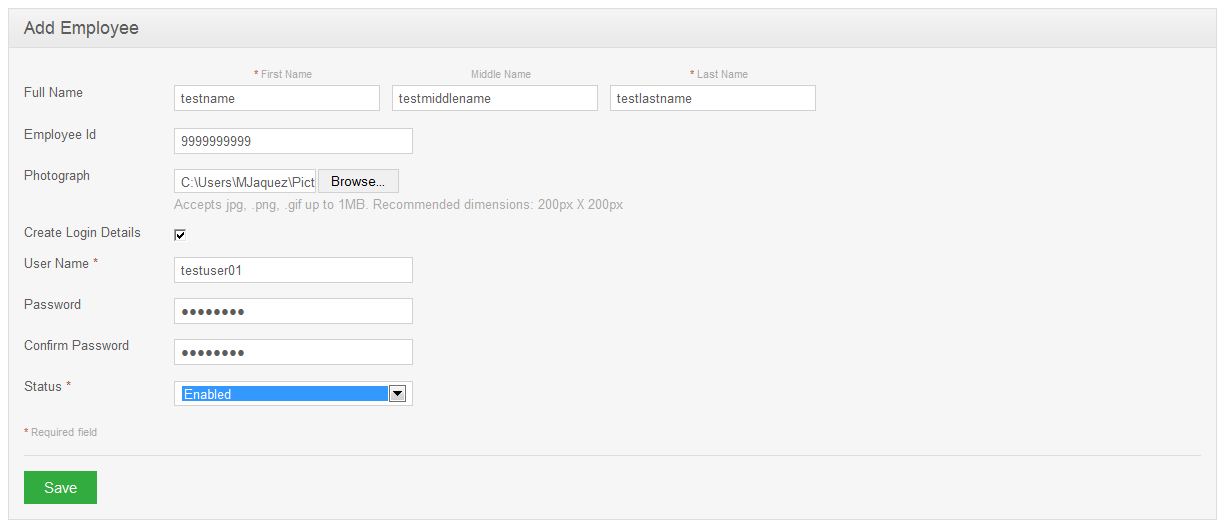 Add Employee
* First Name Middle Name * Last Name
Full Name testname testmiddlename testlastname
Employee Id 9999999999
Photograph C:\Users\MJaquez\Pict Browse...
Accepts jpg, .png, .gif up to 1MB. Recommended dimensions: 200px X 200px
Create Login Details
User Name * testuser01
Password ●●●●●●●●
Confirm Password ●●●●●●●●
Status * Enabled
* Required field
Save